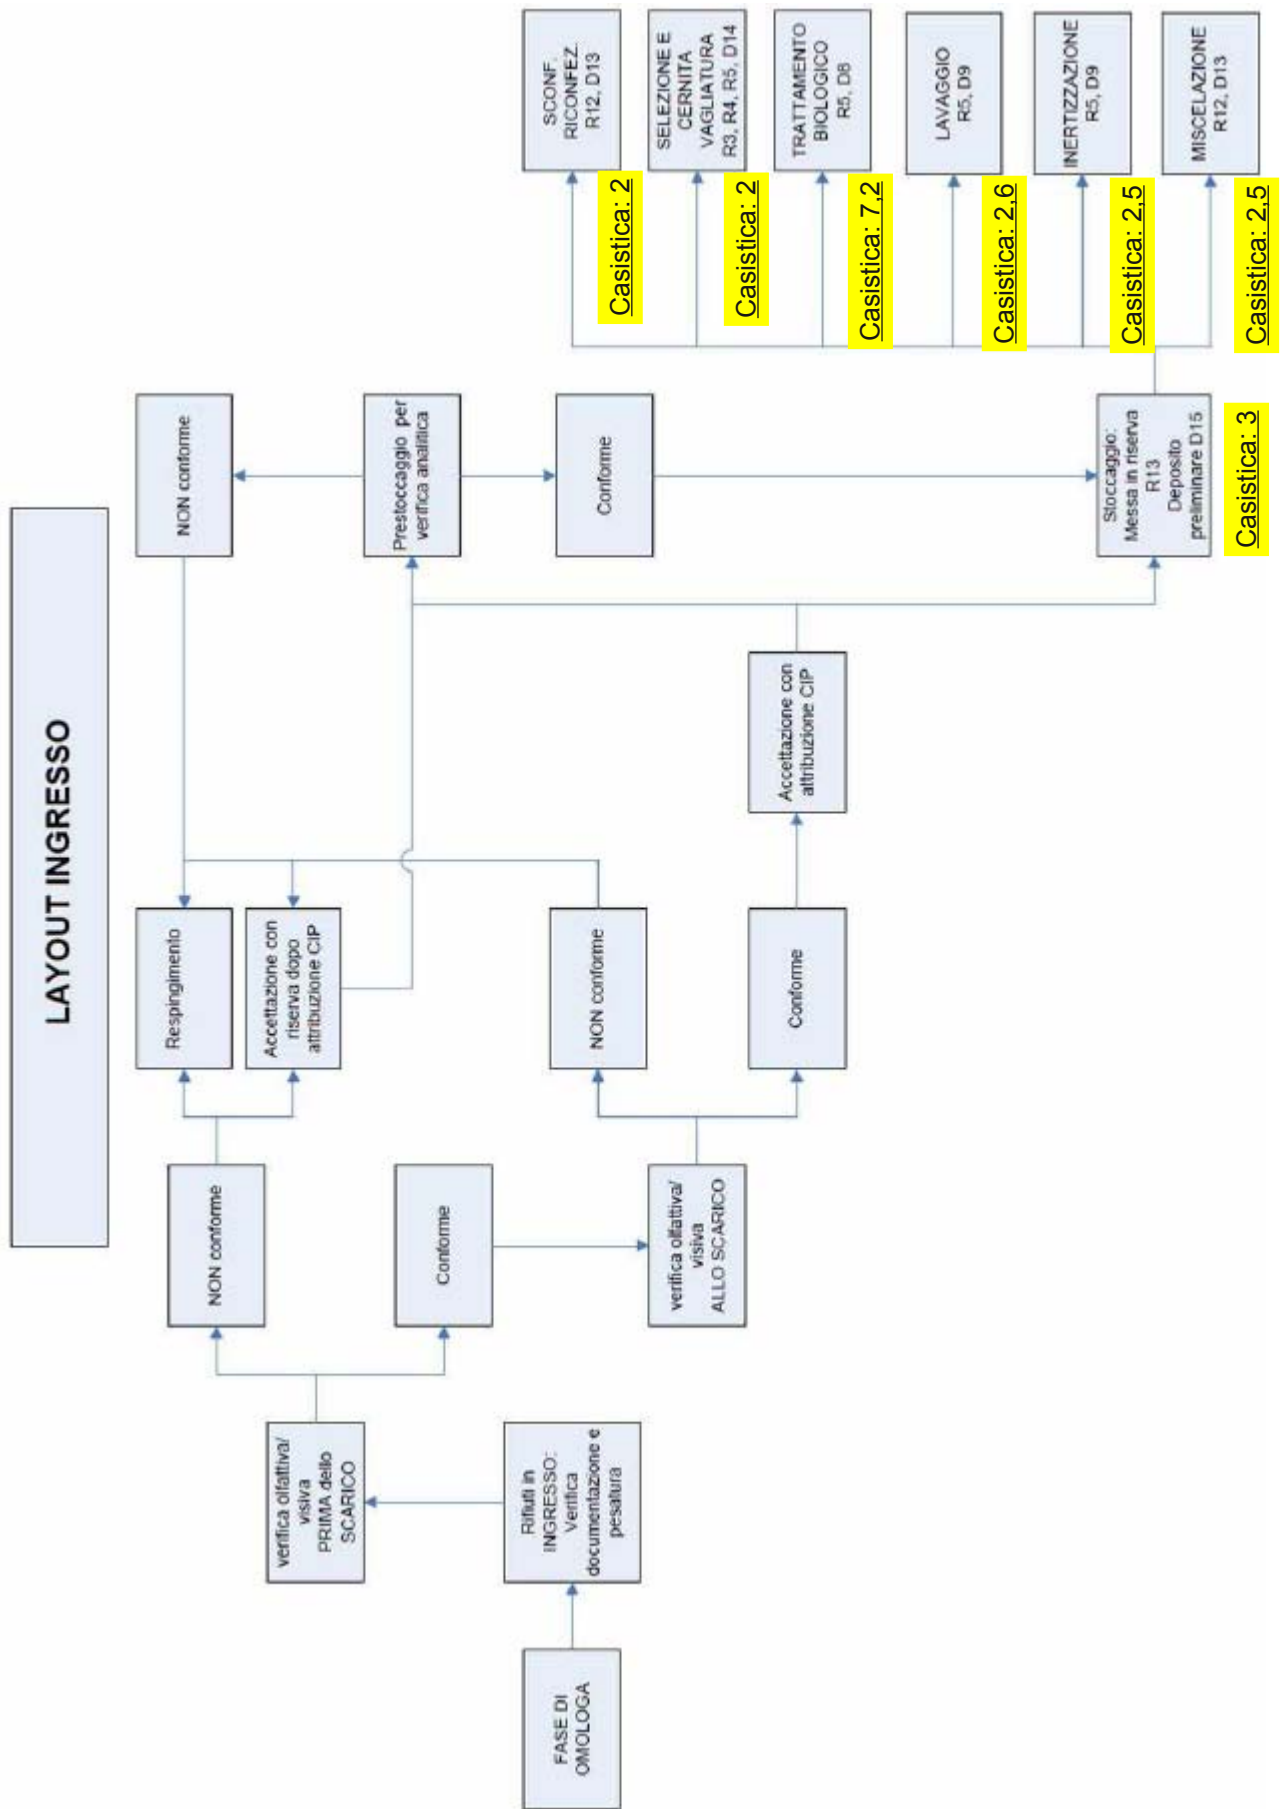 LAYOUT INGRESSO
FASE DI
OMOLOGA
Rifiuti in
INGRESSO:
Verifica
documentazione e
pesatura
verifica olfattiva/
visiva
PRIMA dello
SCARICO
NON conforme
Conforme
Respingimento
Accettazione con
riserva dopo
attribuzione CIP
verifica olfattiva/
visiva
ALLO SCARICO
NON conforme
Conforme
Accettazione con
attribuzione CIP
NON conforme
Prestoccaggio per
verifica analitica
Conforme
Stoccaggio:
Messa in riserva
R13
Deposito
preliminare D15
Casistica: 3
SCONF.
RICONFEZ.
R12, D13
Casistica: 2
SELEZIONE E
CERNITA
VAGLIATURA
R3, R4, R5, D14
Casistica: 2
TRATTAMENTO
BIOLOGICO
R5, D8
Casistica: 7,2
LAVAGGIO
R5, D9
Casistica: 2,6
INERTIZZAZIONE
R5, D9
Casistica: 2,5
MISCELAZIONE
R12, D13
Casistica: 2,5